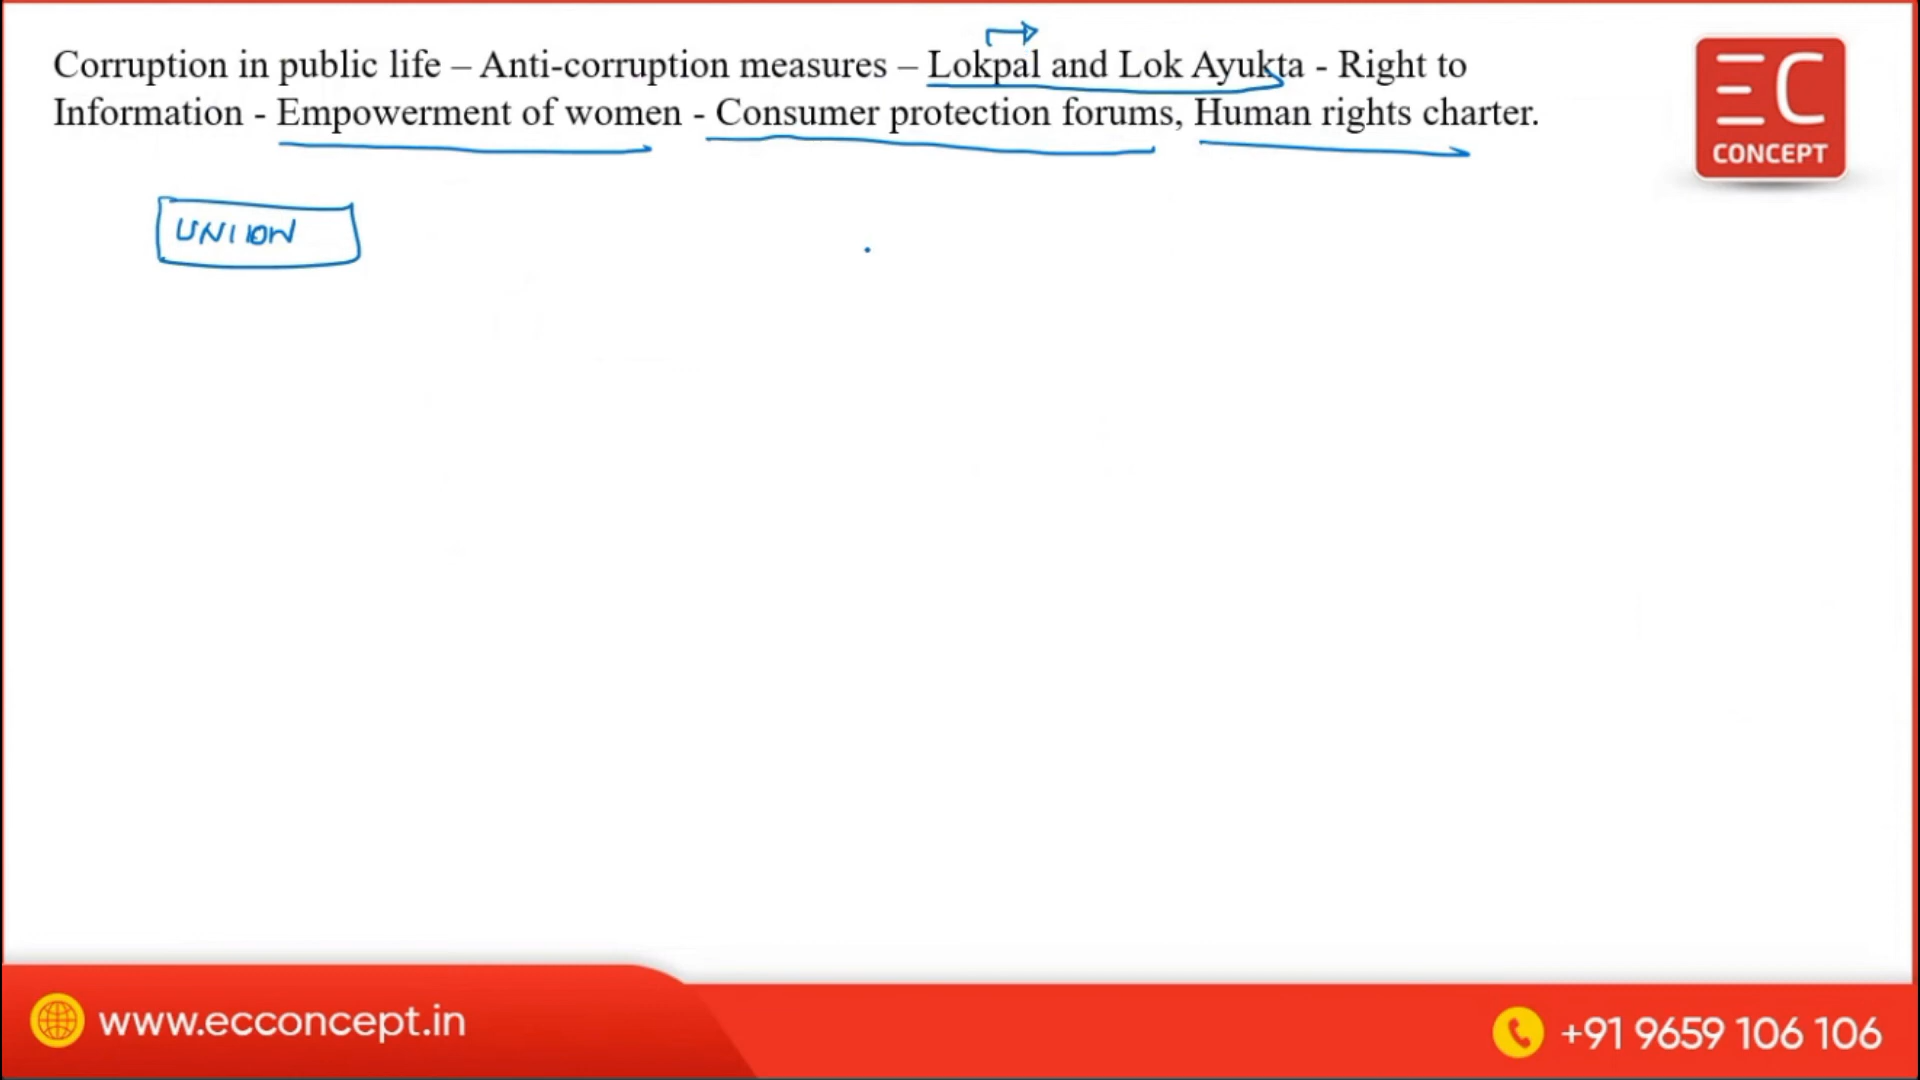 Corruption in public life – Anti-corruption measures – Lokpal and Lok Ayukta - Right to
Information - Empowerment of women - Consumer protection forums, Human rights charter.
EC
CONCEPT
UNION
www.ecconcept.in
+91 9659 106 106